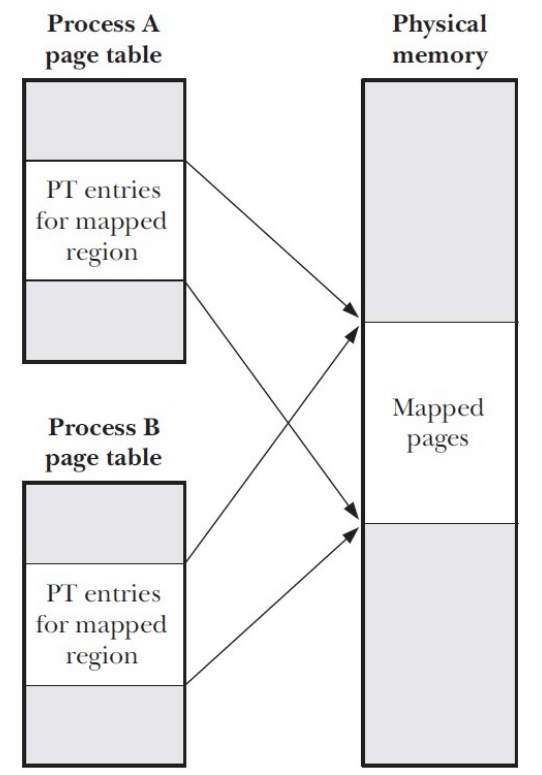 Process A
page table
Physical
memory
PT entries
for mapped
region
Mapped
pages
Process B
page table
PT entries
for mapped
region